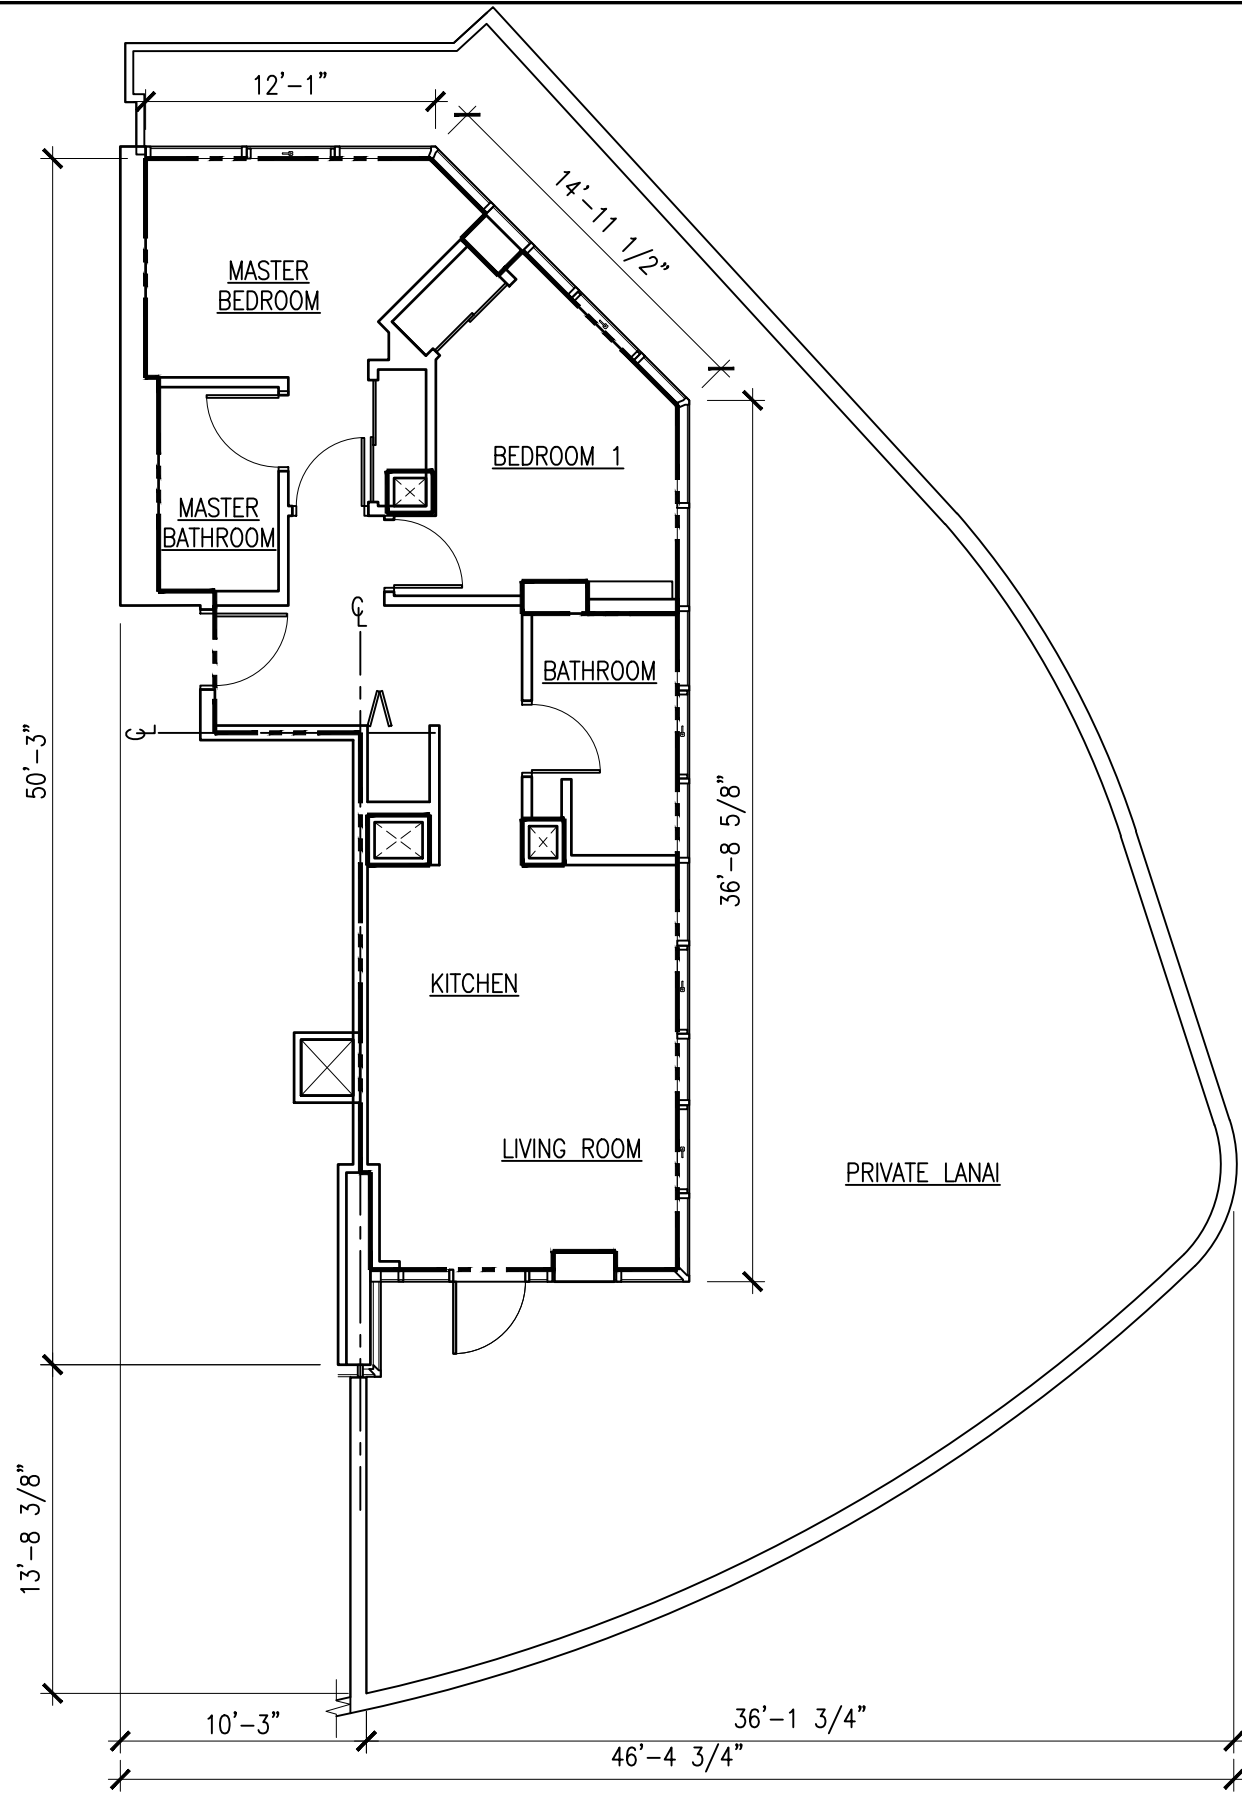 12'-1"
14'-11 1/2"
MASTER
BEDROOM
BEDROOM 1
MASTER
BATHROOM
CL
BATHROOM
CL
50'-3"
36'-8 5/8"
KITCHEN
LIVING ROOM
PRIVATE LANAI
13'-8 3/8"
10'-3"
36'-1 3/4"
46'-4 3/4"